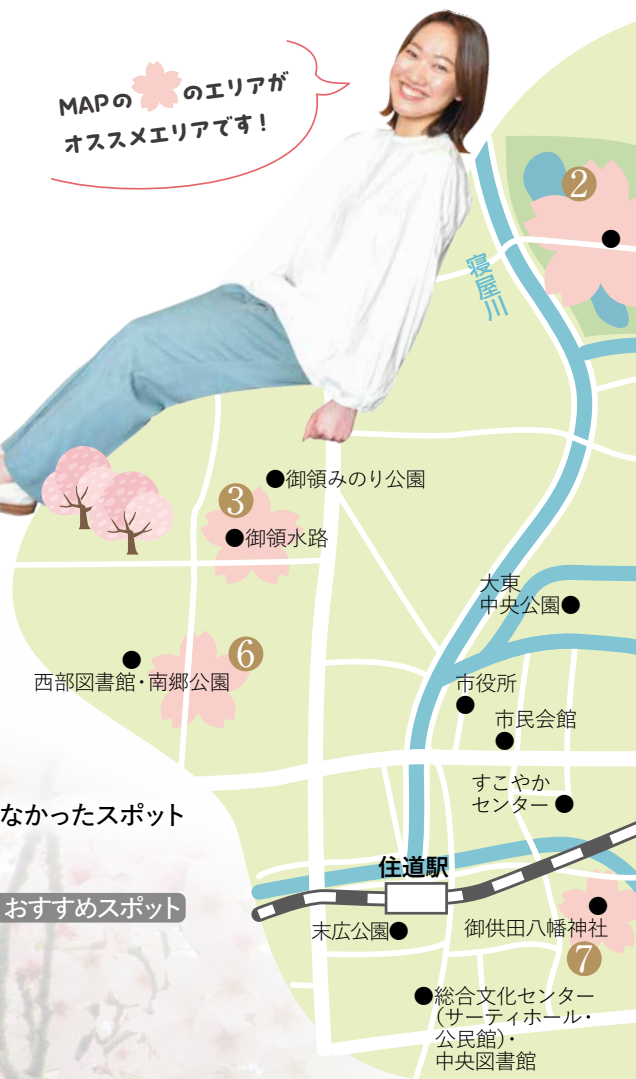 MAPの のエリアが
オススメエリアです!
2
寝屋川
御領みのり公園
3
御領水路
大東
中央公園
6
西部図書館・南郷公園
市役所
市民会館
すこやか
センター
なかったスポット
住道駅
おすすめスポット
末広公園
御供田八幡神社
7
総合文化センター
(サーティホール・
公民館)・
中央図書館